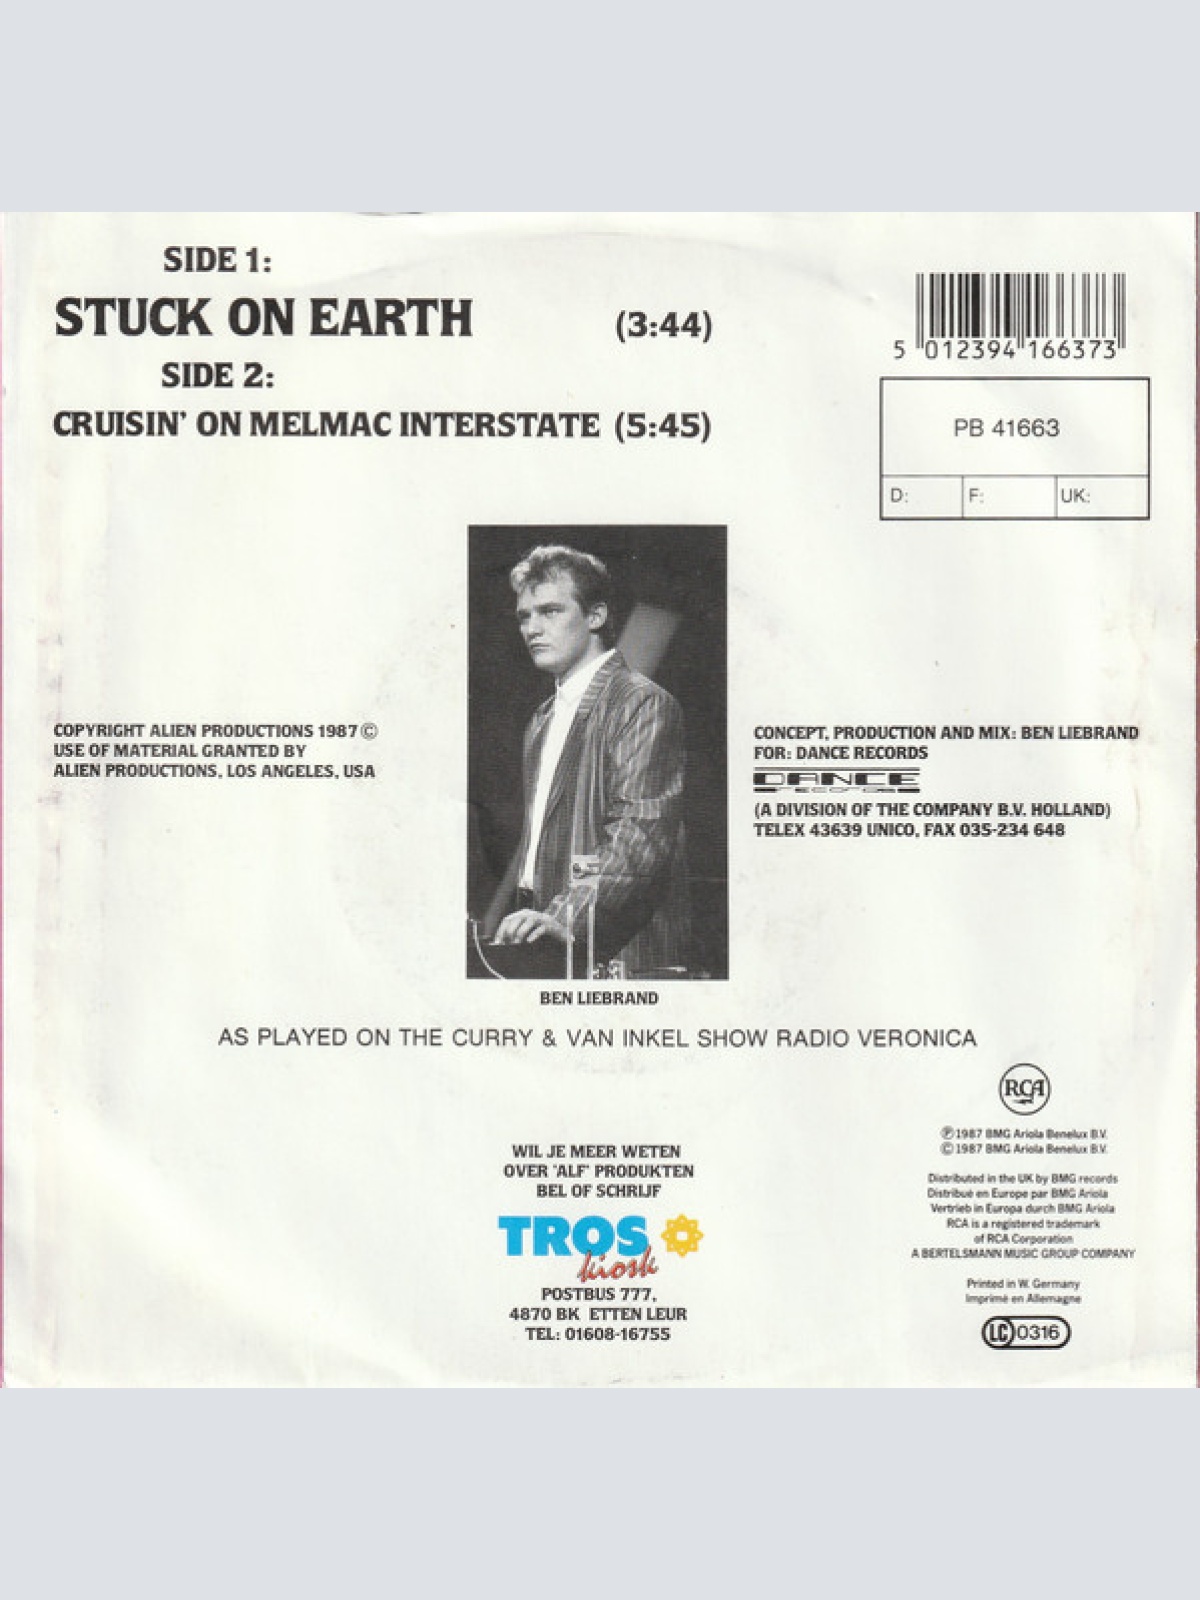 SIDE 1:
STUCK ON EARTH (3:44)
SIDE 2:
CRUISIN' ON MELMAC INTERSTATE (5:45)
5 012394 166373
PB 41663
D: F: UK:
COPYRIGHT ALIEN PRODUCTIONS 1987 ©
USE OF MATERIAL GRANTED BY
ALIEN PRODUCTIONS, LOS ANGELES, USA
CONCEPT, PRODUCTION AND MIX: BEN LIEBRAND
FOR: DANCE RECORDS
DANCE
records
(A DIVISION OF THE COMPANY B.V. HOLLAND)
TELEX 43639 UNICO, FAX 035-234 648
BEN LIEBRAND
AS PLAYED ON THE CURRY & VAN INKEL SHOW RADIO VERONICA
WIL JE MEER WETEN
OVER 'ALF' PRODUKTEN
BEL OF SCHRIJF
TROS
kiosk
POSTBUS 777,
4870 BK ETTEN LEUR
TEL: 01608-16755
RCA
℗ 1987 BMG Ariola Benelux B.V.
© 1987 BMG Ariola Benelux B.V.
Distributed in the UK by BMG records
Distribué en Europe par BMG Ariola
Vertrieb in Europa durch BMG Ariola
RCA is a registered trademark
of RCA Corporation
A BERTELSMANN MUSIC GROUP COMPANY
Printed in W. Germany
Imprimé en Allemagne
LC 0316